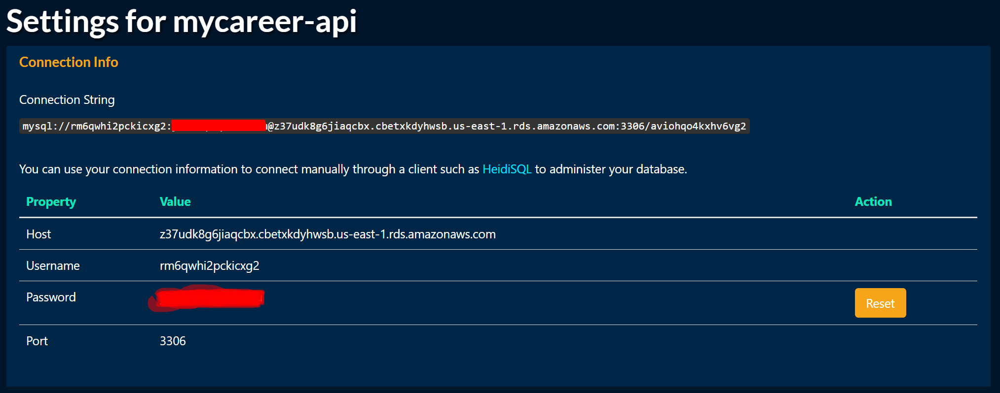 Settings for mycareer-api
Connection Info
Connection String
mysql://rm6qwhi2pckicxg2:@z37udk8g6jiaqcbx.cbetxkdyhwsb.us-east-1.rds.amazonaws.com:3306/aviohqo4kxhv6vg2
You can use your connection information to connect manually through a client such as HeidiSQL to administer your database.
Property Value Action
Host z37udk8g6jiaqcbx.cbetxkdyhwsb.us-east-1.rds.amazonaws.com
Username rm6qwhi2pckicxg2
Password Reset
Port 3306